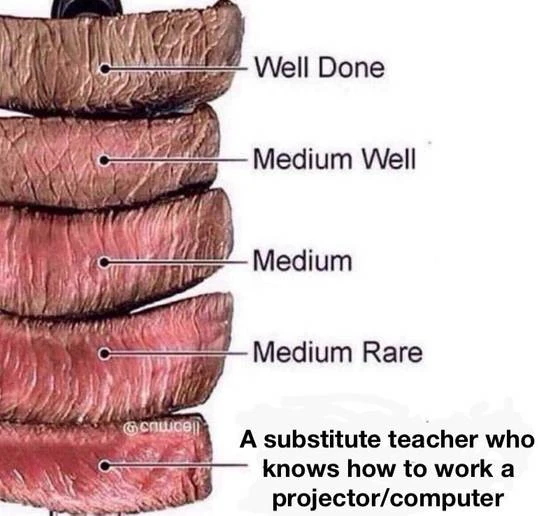 Well Done
Medium Well
Medium
Medium Rare
A substitute teacher who
knows how to work a
projector/computer